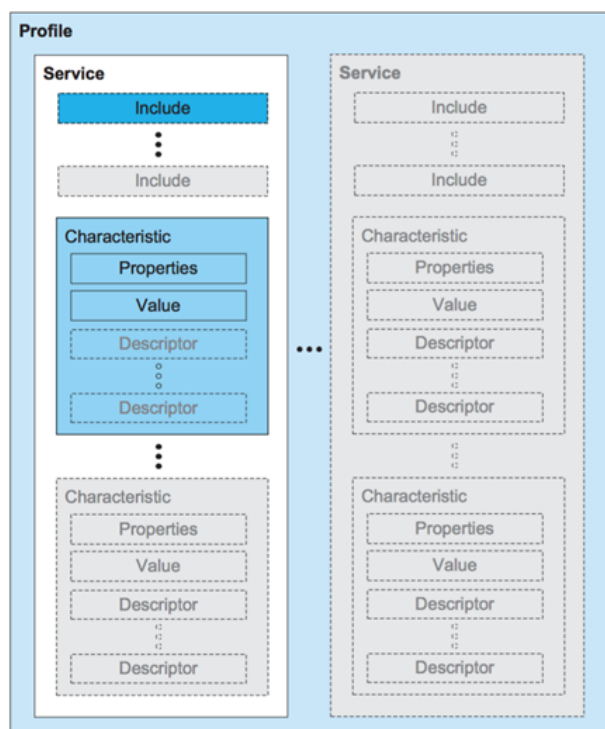 Profile
Service
Include
Include
Characteristic
Properties
Value
Descriptor
Descriptor
Characteristic
Properties
Value
Descriptor
Descriptor
Service
Include
Include
Characteristic
Properties
Value
Descriptor
Descriptor
Characteristic
Properties
Value
Descriptor
Descriptor